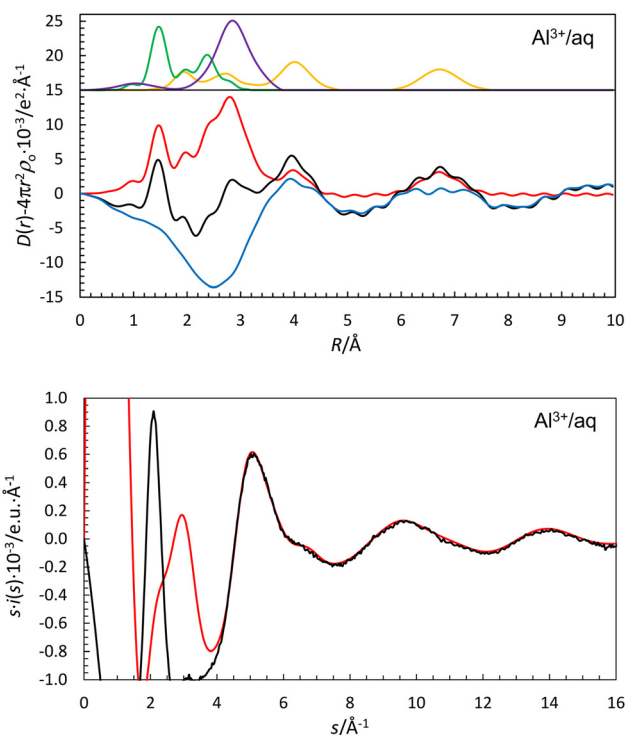 Al³⁺/aq
25
20
15
10
5
0
-5
-10
-15
D(r)-4πr²ρₒ·10⁻³/e²·Å⁻¹
0 1 2 3 4 5 6 7 8 9 10
R/Å
Al³⁺/aq
1.0
0.8
0.6
0.4
0.2
0.0
-0.2
-0.4
-0.6
-0.8
-1.0
s·i(s)·10⁻³/e.u.·Å⁻¹
0 2 4 6 8 10 12 14 16
s/Å⁻¹